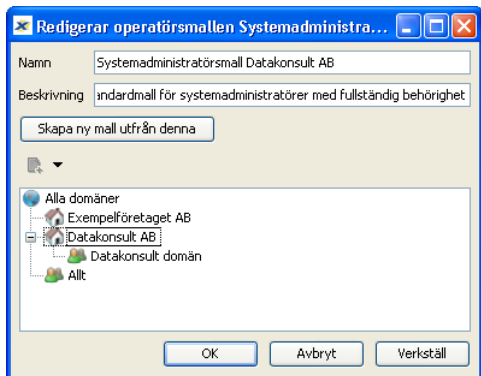 Redigerar operatörsmallen Systemadministra...
Namn Systemadministratörsmall Datakonsult AB
Beskrivning andardmall för systemadministratörer med fullständig behörighet
Skapa ny mall utfrån denna
Alla domäner
Exempelföretaget AB
Datakonsult AB
Datakonsult domän
Allt
OK Avbryt Verkställ